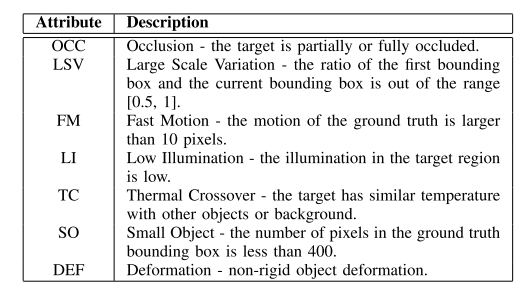 Attribute Description
OCC Occlusion - the target is partially or fully occluded.
LSV Large Scale Variation - the ratio of the first bounding
box and the current bounding box is out of the range
[0.5, 1].
FM Fast Motion - the motion of the ground truth is larger
than 10 pixels.
LI Low Illumination - the illumination in the target region
is low.
TC Thermal Crossover - the target has similar temperature
with other objects or background.
SO Small Object - the number of pixels in the ground truth
bounding box is less than 400.
DEF Deformation - non-rigid object deformation.